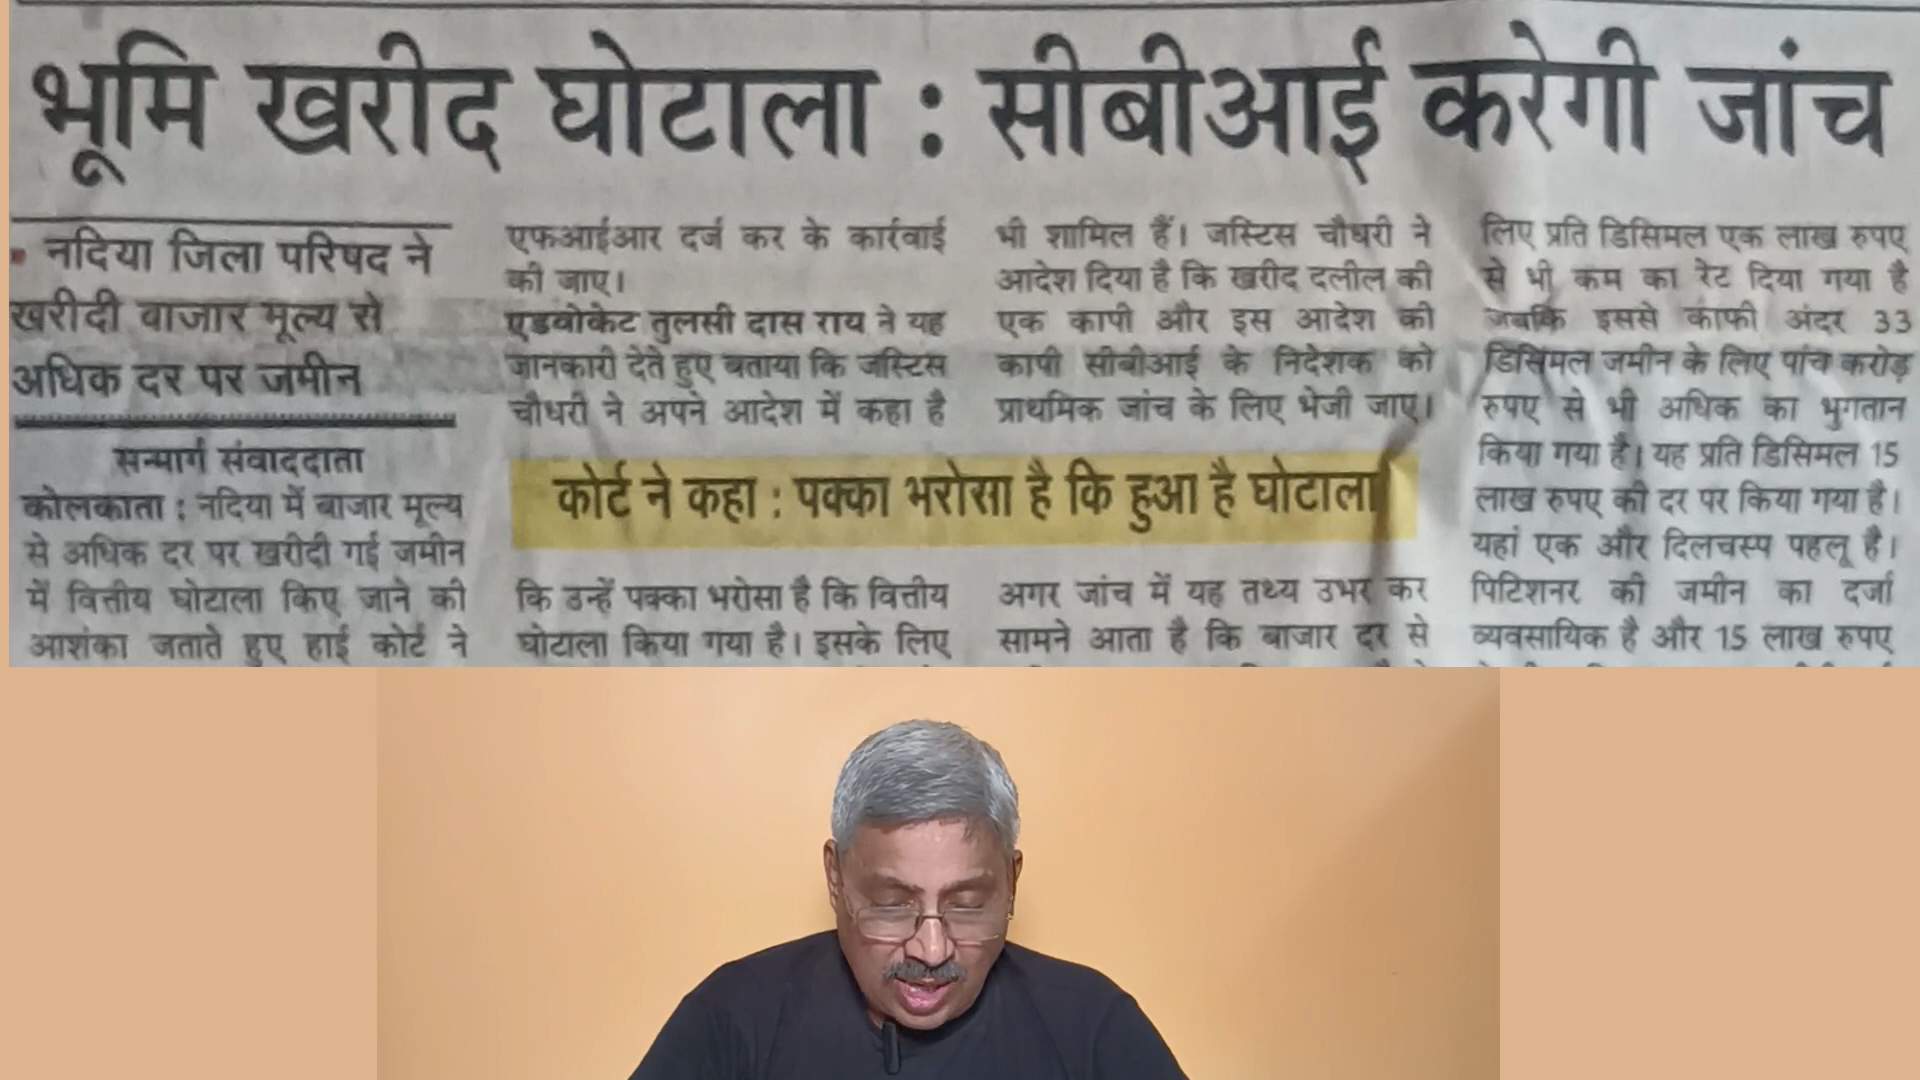 भूमि खरीद घोटाला : सीबीआई करेगी जांच
नदिया जिला परिषद ने
खरीदी बाजार मूल्य से
अधिक दर पर जमीन
सन्मार्ग संवाददाता
कोलकाता : नदिया में बाजार मूल्य
से अधिक दर पर खरीदी गई जमीन
में वित्तीय घोटाला किए जाने की
आशंका जताते हुए हाई कोर्ट ने
एफआईआर दर्ज कर के कार्रवाई
की जाए।
एडवोकेट तुलसी दास राय ने यह
जानकारी देते हुए बताया कि जस्टिस
चौधरी ने अपने आदेश में कहा है
कोर्ट ने कहा : पक्का भरोसा है कि हुआ है घोटाला
कि उन्हें पक्का भरोसा है कि वित्तीय
घोटाला किया गया है। इसके लिए
भी शामिल हैं। जस्टिस चौधरी ने
आदेश दिया है कि खरीद दलील की
एक कापी और इस आदेश की
कापी सीबीआई के निदेशक को
प्राथमिक जांच के लिए भेजी जाए।
अगर जांच में यह तथ्य उभर कर
सामने आता है कि बाजार दर से
लिए प्रति डिसिमल एक लाख रुपए
से भी कम का रेट दिया गया है
जबकि इससे काफी अंदर 33
डिसिमल जमीन के लिए पांच करोड़
रुपए से भी अधिक का भुगतान
किया गया है। यह प्रति डिसिमल 15
लाख रुपए की दर पर किया गया है।
यहां एक और दिलचस्प पहलू है।
पिटिशनर की जमीन का दर्जा
व्यवसायिक है और 15 लाख रुपए